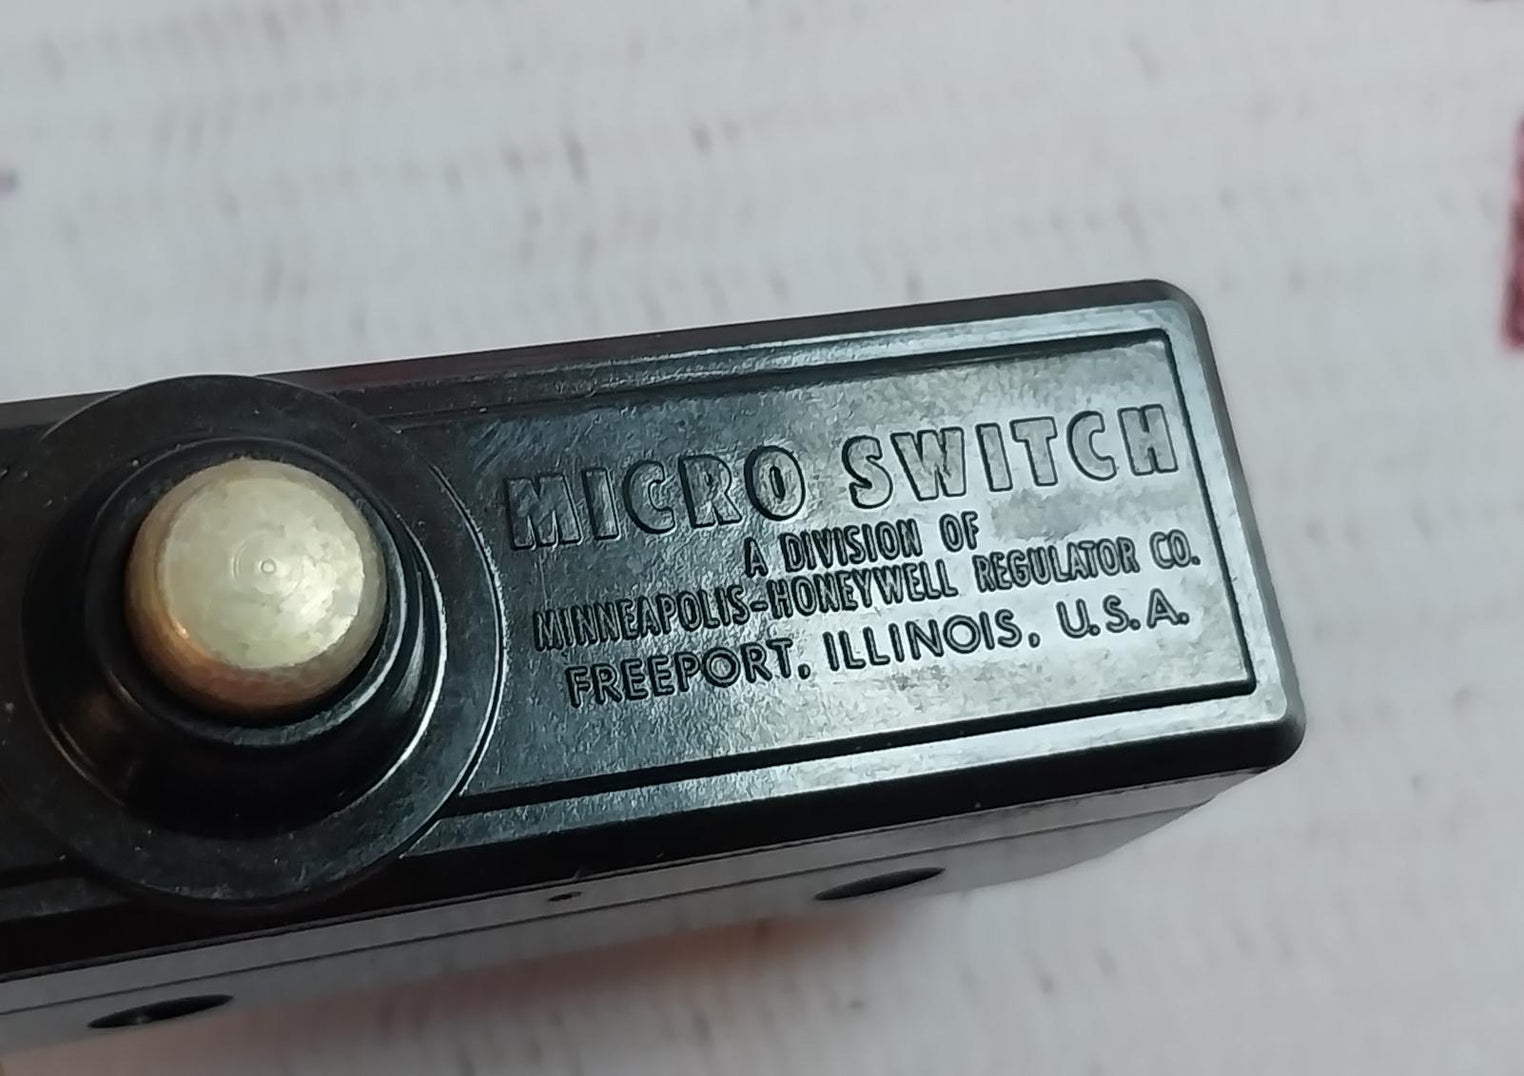 MICRO SWITCH
A DIVISION OF
MINNEAPOLIS-HONEYWELL REGULATOR CO.
FREEPORT, ILLINOIS, U.S.A.